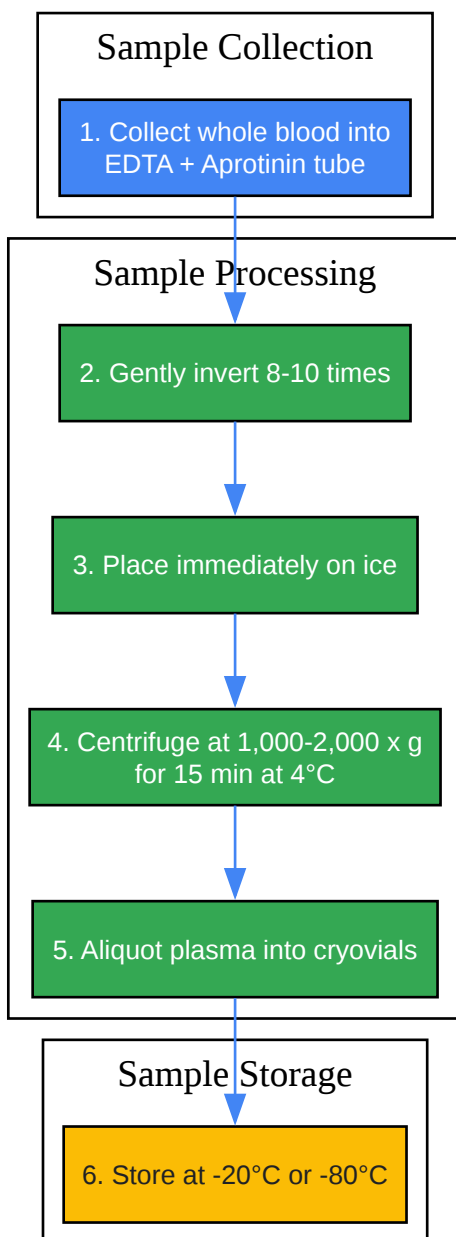 Sample Collection
1. Collect whole blood into
EDTA + Aprotinin tube
Sample Processing
2. Gently invert 8-10 times
3. Place immediately on ice
4. Centrifuge at 1,000-2,000 x g
for 15 min at 4°C
5. Aliquot plasma into cryovials
Sample Storage
6. Store at -20°C or -80°C